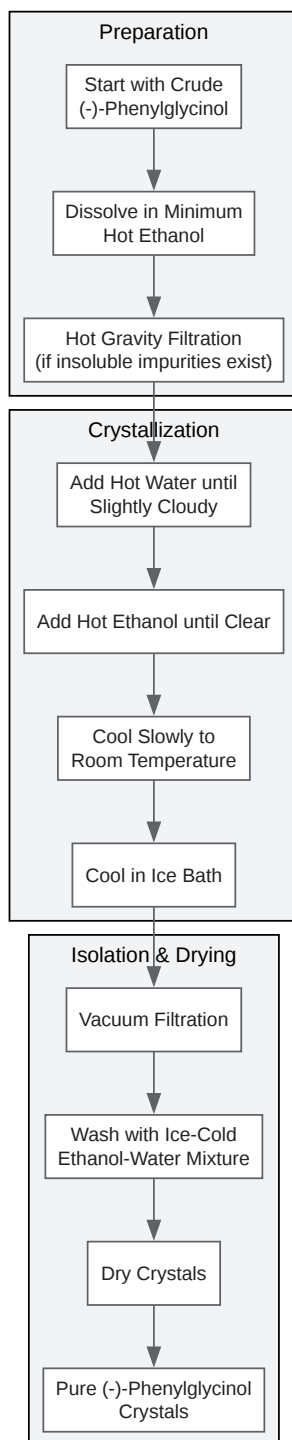 Preparation
Start with Crude
(-)-Phenylglycinol
Dissolve in Minimum
Hot Ethanol
Hot Gravity Filtration
(if insoluble impurities exist)
Crystallization
Add Hot Water until
Slightly Cloudy
Add Hot Ethanol until Clear
Cool Slowly to
Room Temperature
Cool in Ice Bath
Isolation & Drying
Vacuum Filtration
Wash with Ice-Cold
Ethanol-Water Mixture
Dry Crystals
Pure (-)-Phenylglycinol
Crystals